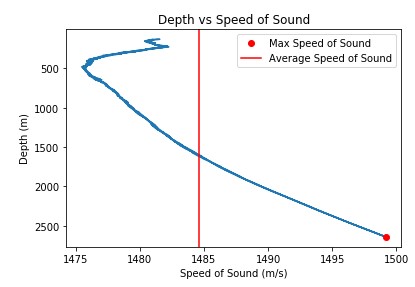 Depth vs Speed of Sound
Max Speed of Sound
Average Speed of Sound
Depth (m)
500
1000
1500
2000
2500
1475 1480 1485 1490 1495 1500
Speed of Sound (m/s)